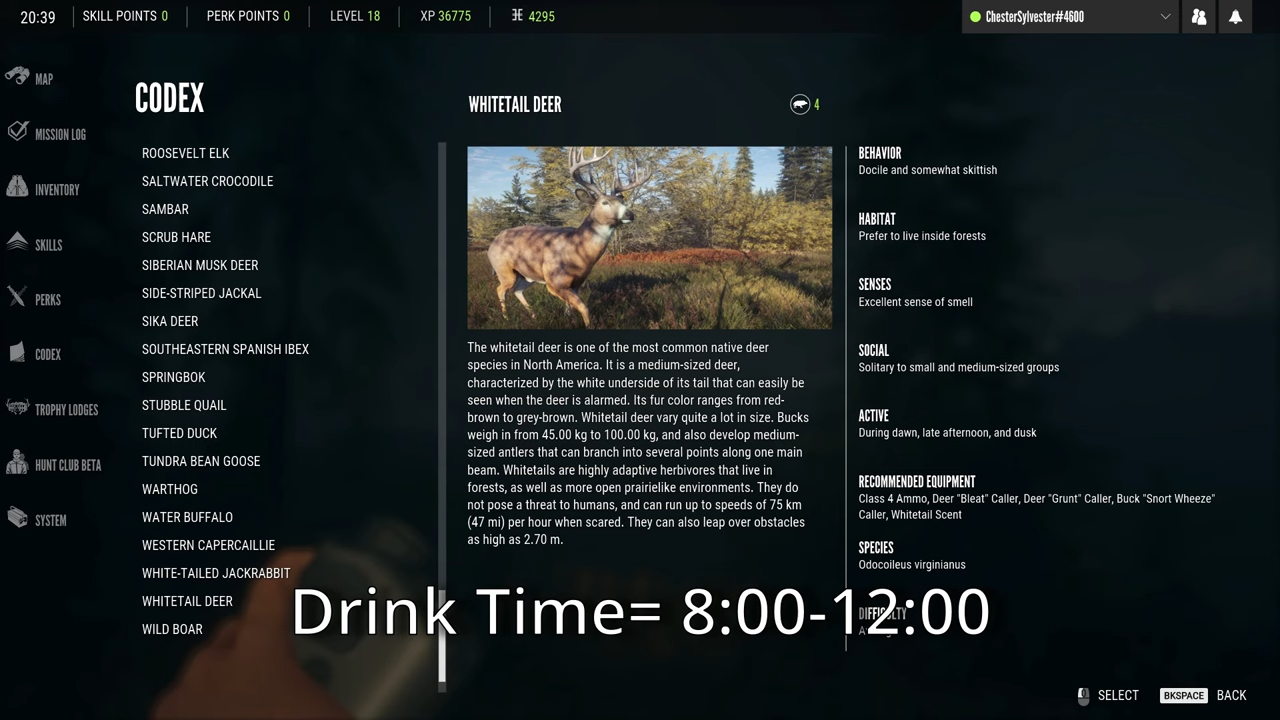 20:39
SKILL POINTS 0
PERK POINTS 0
LEVEL 18
XP 36775
4295
ChesterSylvester#4600
MAP
MISSION LOG
INVENTORY
SKILLS
PERKS
CODEX
TROPHY LODGES
HUNT CLUB BETA
SYSTEM
CODEX
ROOSEVELT ELK
SALTWATER CROCODILE
SAMBAR
SCRUB HARE
SIBERIAN MUSK DEER
SIDE-STRIPED JACKAL
SIKA DEER
SOUTHEASTERN SPANISH IBEX
SPRINGBOK
STUBBLE QUAIL
TUFTED DUCK
TUNDRA BEAN GOOSE
WARTHOG
WATER BUFFALO
WESTERN CAPERCAILLIE
WHITE-TAILED JACKRABBIT
WHITETAIL DEER
WILD BOAR
WHITETAIL DEER
4
The whitetail deer is one of the most common native deer
species in North America. It is a medium-sized deer,
characterized by the white underside of its tail that can easily be
seen when the deer is alarmed. Its fur color ranges from red-
brown to grey-brown. Whitetail deer vary quite a lot in size. Bucks
weigh in from 45.00 kg to 100.00 kg, and also develop medium-
sized antlers that can branch into several points along one main
beam. Whitetails are highly adaptive herbivores that live in
forests, as well as more open prairielike environments. They do
not pose a threat to humans, and can run up to speeds of 75 km
(47 mi) per hour when scared. They can also leap over obstacles
as high as 2.70 m.
BEHAVIOR
Docile and somewhat skittish
HABITAT
Prefer to live inside forests
SENSES
Excellent sense of smell
SOCIAL
Solitary to small and medium-sized groups
ACTIVE
During dawn, late afternoon, and dusk
RECOMMENDED EQUIPMENT
Class 4 Ammo, Deer "Bleat" Caller, Deer "Grunt" Caller, Buck "Snort Wheeze"
Caller, Whitetail Scent
SPECIES
Odocoileus virginianus
DIFFICULTY
Drink Time= 8:00-12:00
SELECT
BKSPACE BACK